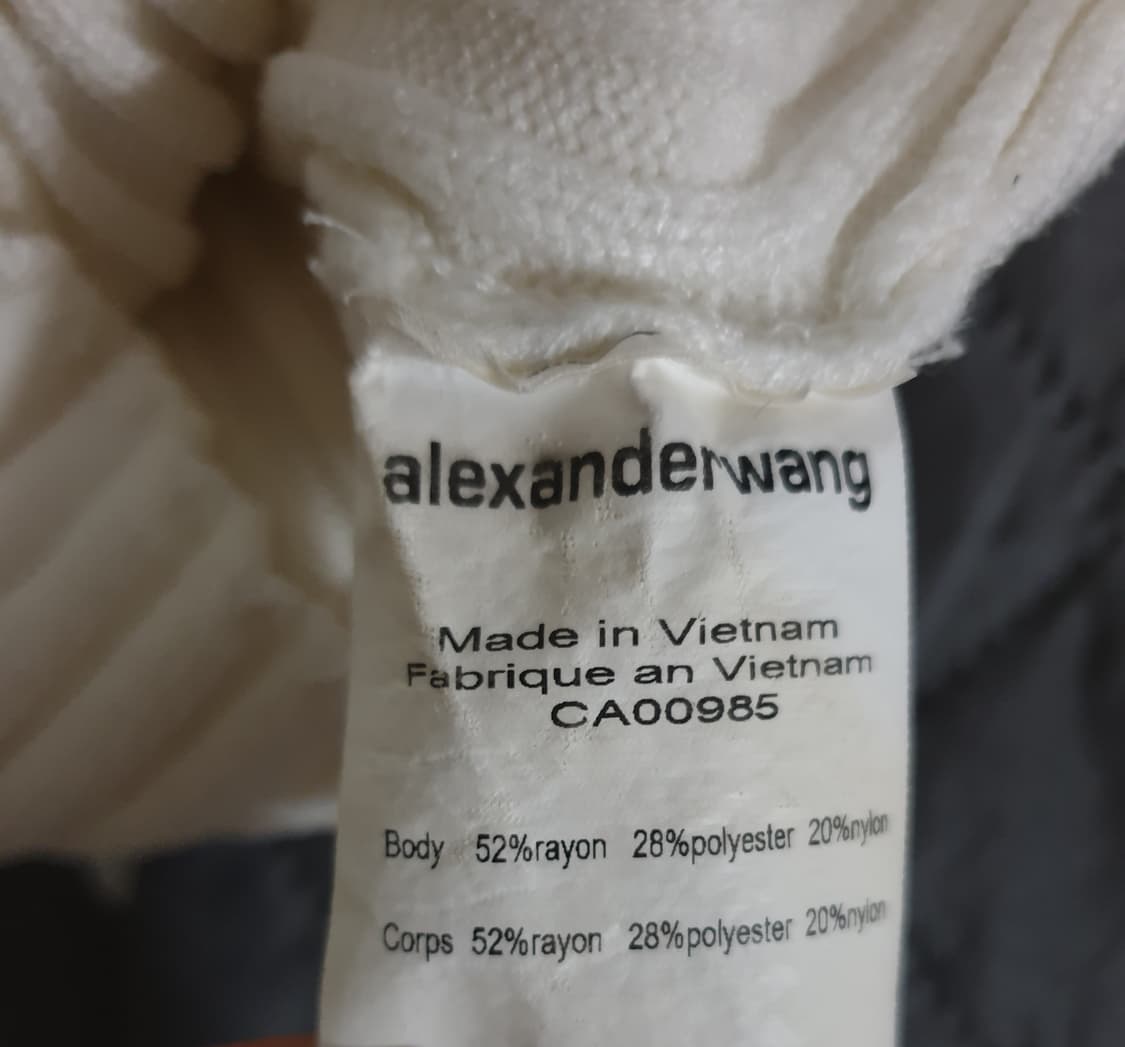 alexanderwang
Made in Vietnam
Fabrique an Vietnam
CA00985
Body 52%rayon 28%polyester 20%nylon
Corps 52%rayon 28%polyester 20%nylon